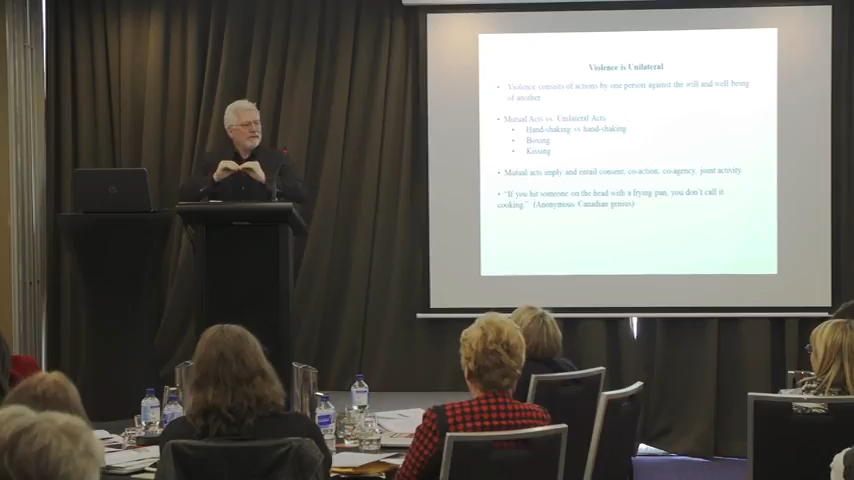 Violence is Unilateral
• Violence consists of actions by one person against the will and well being
of another.
• Mutual Acts vs. Unilateral Acts
• Hand-shaking vs hand-shaking
• Boxing
• Kissing
• Mutual acts imply and entail consent, co-action, co-agency, joint activity.
• "If you hit someone on the head with a frying pan, you don't call it
cooking." (Anonymous Canadian genius)